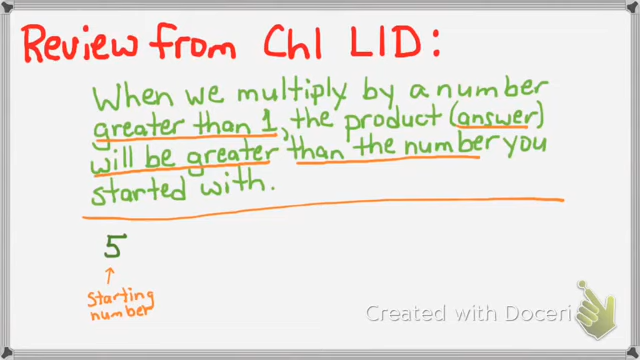 Review from Ch1 L1D:
When we multiply by a number
greater than 1, the product (answer)
will be greater than the number you
started with.
5
↑
Starting
number
Created with Doceri